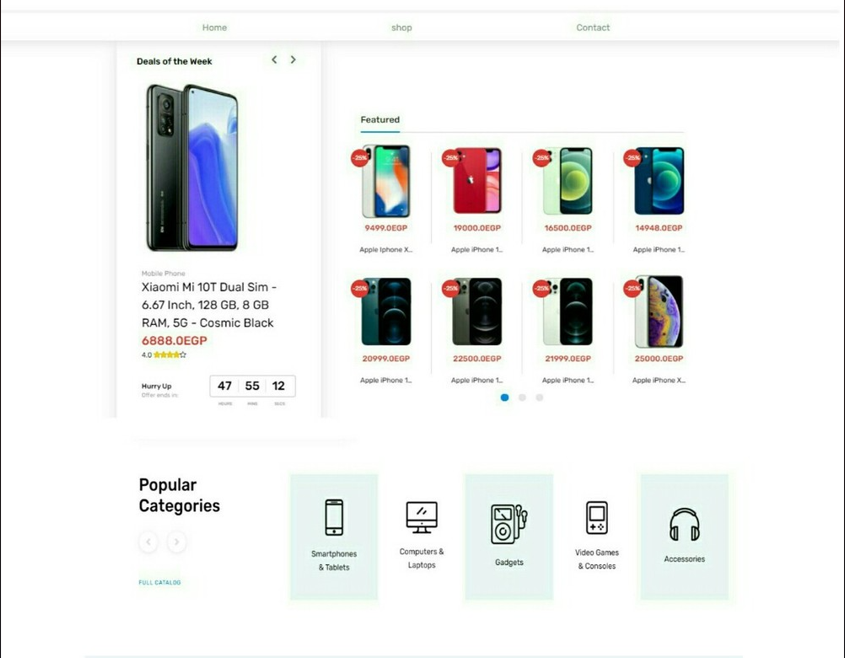 Home
shop
Contact
Deals of the Week
Mobile Phone
Xiaomi Mi 10T Dual Sim -
6.67 Inch, 128 GB, 8 GB
RAM, 5G - Cosmic Black
6888.0EGP
4.0
Hurry Up
Offer ends in:
47 55 12
HOURS MINS SECS
Featured
-25% -25% -25% -25%
9499.0EGP 19000.0EGP 16500.0EGP 14948.0EGP
Apple Iphone X... Apple iPhone 1... Apple iPhone 1... Apple iPhone 1...
-25% -25% -25% -25%
20999.0EGP 22500.0EGP 21999.0EGP 25000.0EGP
Apple iPhone 1... Apple iPhone 1... Apple iPhone 1... Apple iPhone X...
Popular
Categories
FULL CATALOG
Smartphones
& Tablets
Computers &
Laptops
Gadgets
Video Games
& Consoles
Accessories